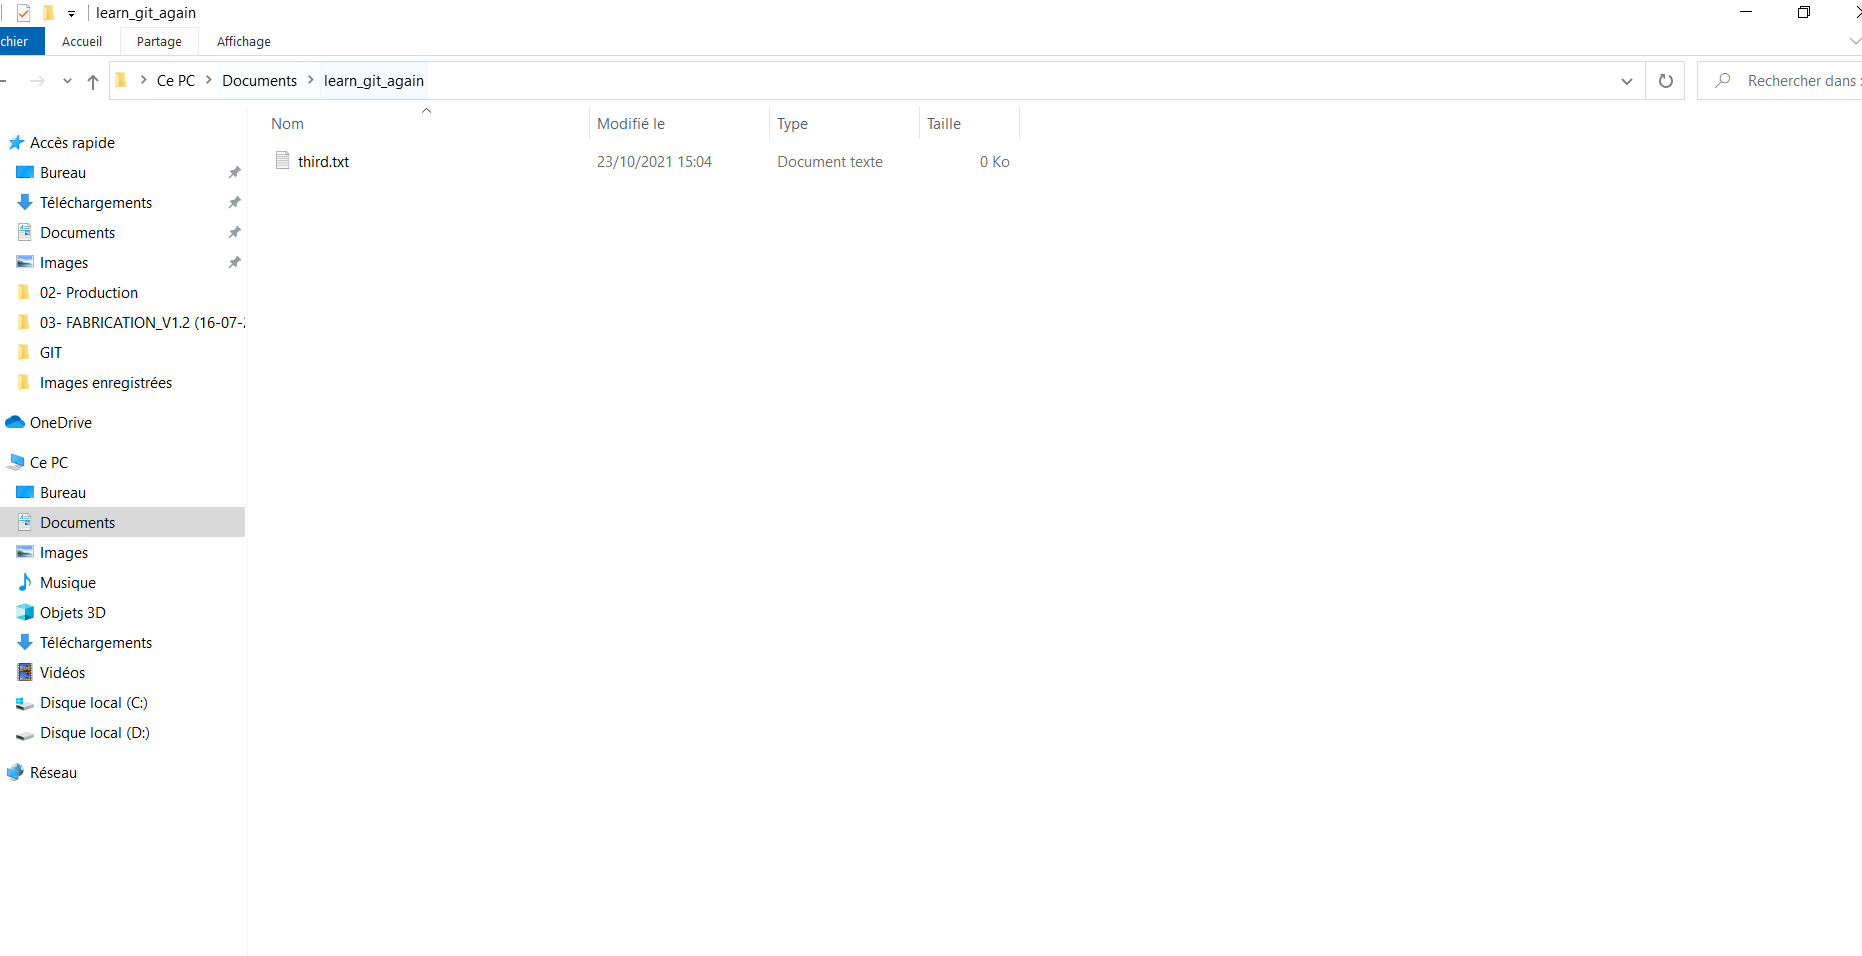 learn_git_again
chier Accueil Partage Affichage
Ce PC Documents learn_git_again Rechercher dans :
Nom Modifié le Type Taille
third.txt 23/10/2021 15:04 Document texte 0 Ko
Accès rapide
Bureau
Téléchargements
Documents
Images
02- Production
03- FABRICATION_V1.2 (16-07-2
GIT
Images enregistrées
OneDrive
Ce PC
Bureau
Documents
Images
Musique
Objets 3D
Téléchargements
Vidéos
Disque local (C:)
Disque local (D:)
Réseau